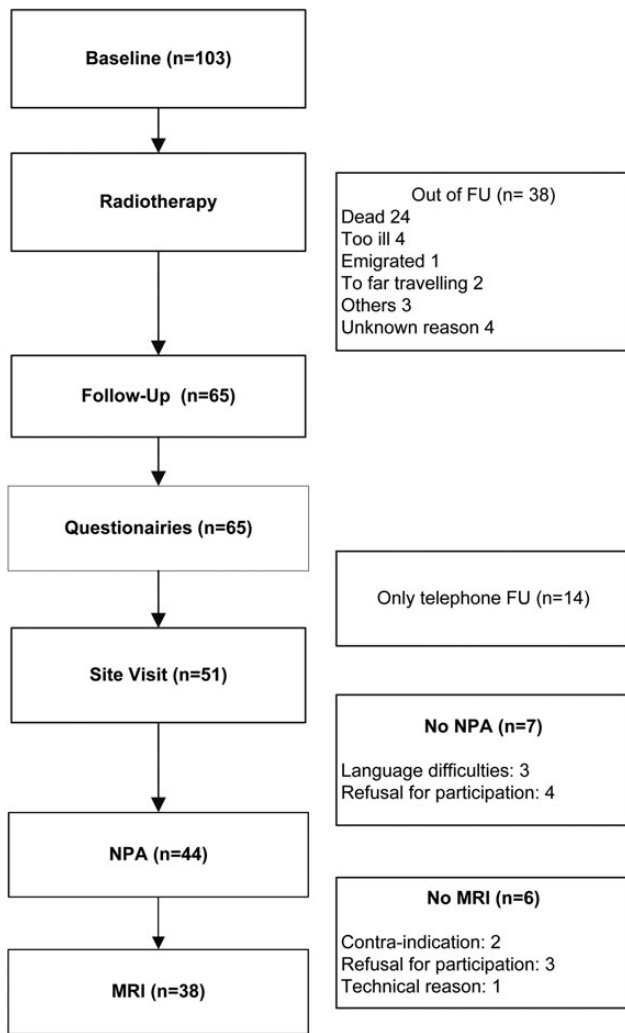 Baseline (n=103)
Radiotherapy
Out of FU (n= 38)
Dead 24
Too ill 4
Emigrated 1
To far travelling 2
Others 3
Unknown reason 4
Follow-Up (n=65)
Questionairies (n=65)
Only telephone FU (n=14)
Site Visit (n=51)
No NPA (n=7)
Language difficulties: 3
Refusal for participation: 4
NPA (n=44)
No MRI (n=6)
Contra-indication: 2
Refusal for participation: 3
Technical reason: 1
MRI (n=38)